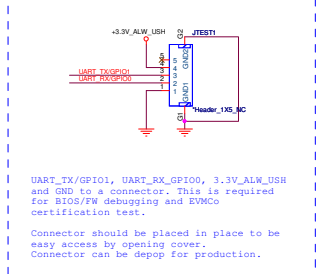 +3.3V_ALW_USH
G2
JTEST1
GND2
5
5
4
4
UART_TX/GPIO1
3
3
UART_RX/GPIO0
2
2
1
1
GND1
G1
*Header_1X5_NC
UART_TX/GPIO1, UART_RX_GPIO0, 3.3V_ALW_USH
and GND to a connector. This is required
for BIOS/FW debugging and EVMCo
certification test.
Connector should be placed in place to be
easy access by opening cover.
Connector can be depop for production.